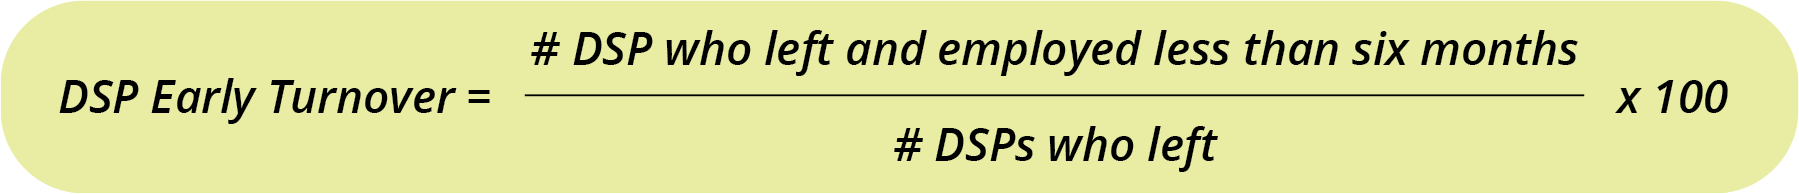 # DSP who left and employed less than six months
DSP Early Turnover = x 100
# DSPs who left